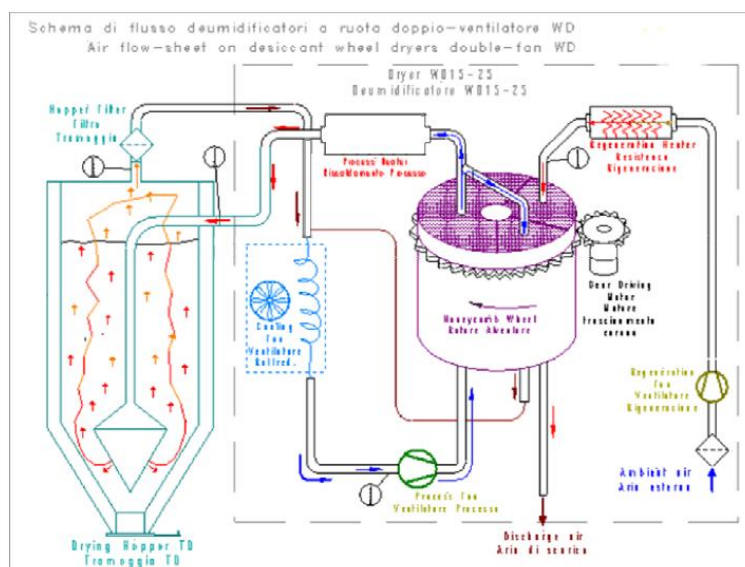 Schema di flusso deumidificatori a ruota doppio-ventilatore WD
Air flow-sheet on desiccant wheel dryers double-fan WD
Dryer WD15-25
Deumidificatore WD15-25
Hopper Filter
Filtro
Tramoggia
Process Heater
Riscaldamento Processo
Regeneration Heater
Resistenza
Rigenerazione
Cooling
Fan
Ventilatore
Raffred.
Honeycomb Wheel
Rotore
Gear Driving
Motor
Motore
corona
Regeneration
Fan
Ventilatore
Rigenerazione
Process Fan
Ventilatore Processo
Ambient air
Aria esterna
Drying Hopper TD
Tramoggia TD
Discharge air
Aria di scarico